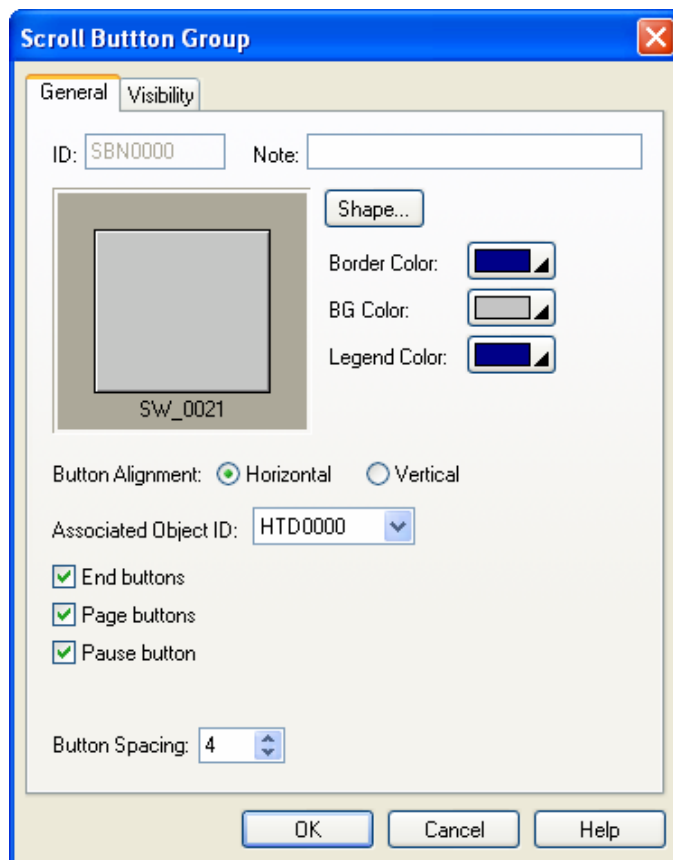 Scroll Buttton Group
General Visibility
ID: SBN0000 Note:
Shape...
Border Color:
BG Color:
Legend Color:
SW_0021
Button Alignment: Horizontal Vertical
Associated Object ID: HTD0000
End buttons
Page buttons
Pause button
Button Spacing: 4
OK Cancel Help